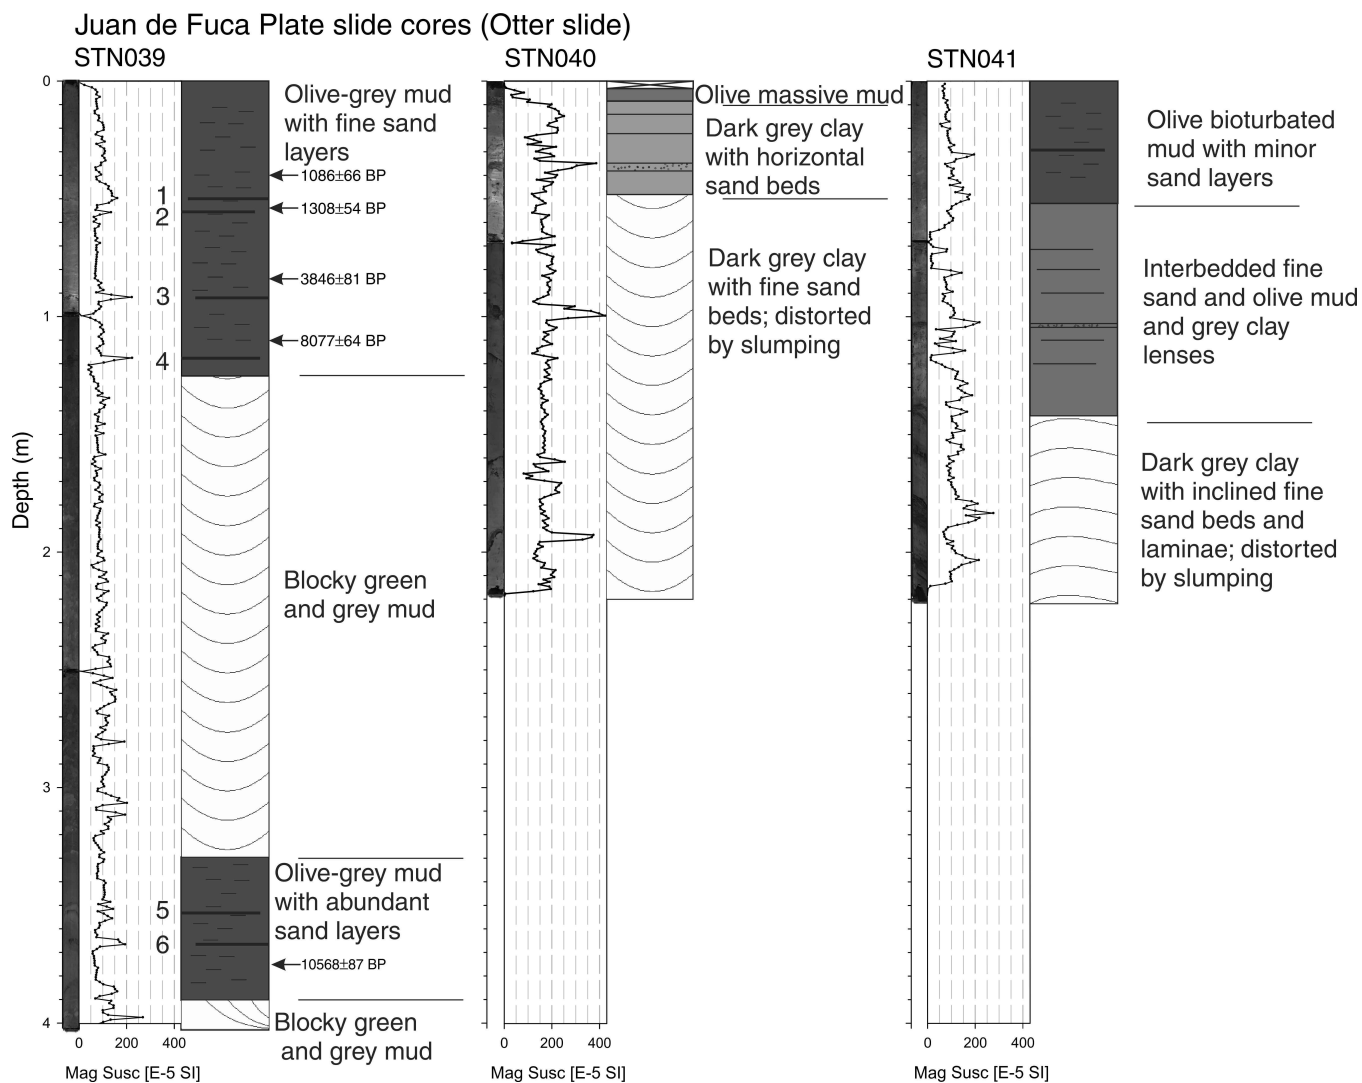 Juan de Fuca Plate slide cores (Otter slide)
STN039
STN040
STN041
0
1
2
3
4
Depth (m)
Olive-grey mud
with fine sand
layers
1086±66 BP
1
1308±54 BP
2
3846±81 BP
3
8077±64 BP
4
Blocky green
and grey mud
Olive-grey mud
with abundant
sand layers
5
6
10568±87 BP
Blocky green
and grey mud
0 200 400
Mag Susc [E-5 SI]
Olive massive mud
Dark grey clay
with horizontal
sand beds
Dark grey clay
with fine sand
beds; distorted
by slumping
0 200 400
Mag Susc [E-5 SI]
Olive bioturbated
mud with minor
sand layers
Interbedded fine
sand and olive mud
and grey clay
lenses
Dark grey clay
with inclined fine
sand beds and
laminae; distorted
by slumping
0 200 400
Mag Susc [E-5 SI]